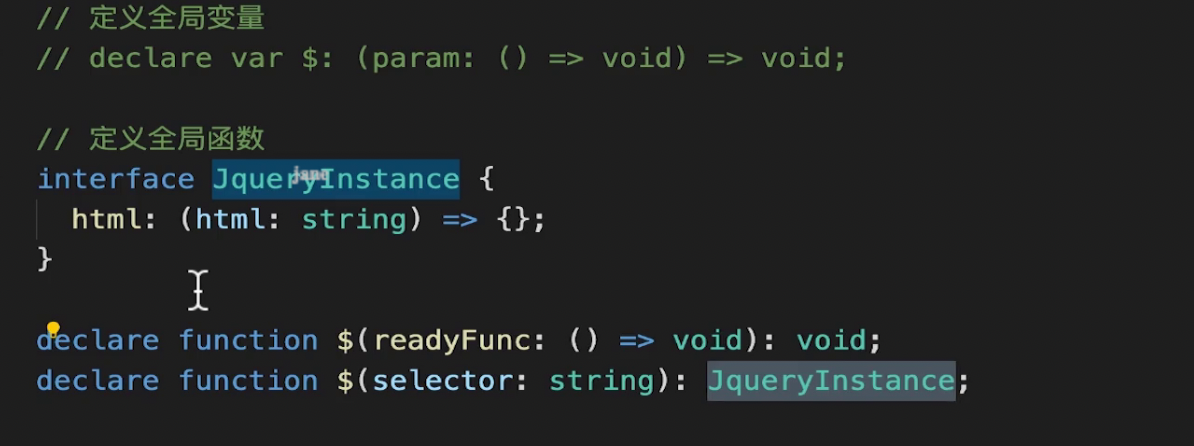 // 定义全局变量
// declare var $: (param: () => void) => void;
// 定义全局函数
interface JqueryInstance {
html: (html: string) => {};
}
declare function $(readyFunc: () => void): void;
declare function $(selector: string): JqueryInstance;
jane